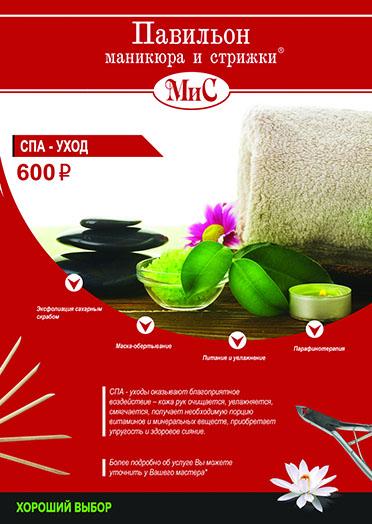 Павильон
маникюра и стрижки®
МиС
СПА - УХОД
600 ₽
Эксфолиация сахарным
скрабом
Маска-обертывание
Питание и увлажнение
Парафинотерапия
СПА - уходы оказывают благоприятное
воздействие – кожа рук очищается, увлажняется,
смягчается, получает необходимую порцию
витаминов и минеральных веществ, приобретает
упругость и здоровое сияние.
Более подробно об услуге Вы можете
уточнить у Вашего мастера*
ХОРОШИЙ ВЫБОР